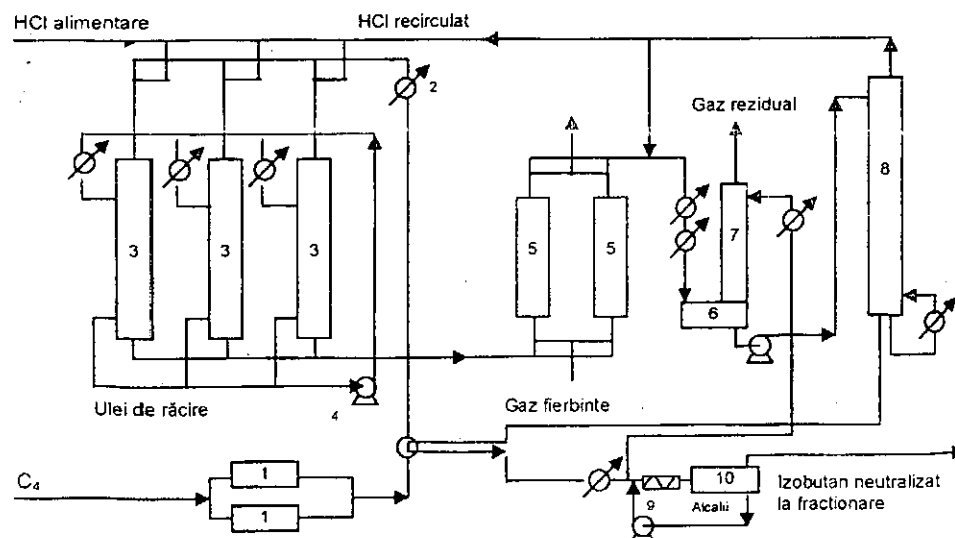 HCl alimentare
HCl recirculat
2
Gaz rezidual
8
3
3
3
5
5
7
6
Ulei de răcire
4
Gaz fierbinte
C₄
1
1
9
10
Alcalii
Izobutan neutralizat
la fractionare